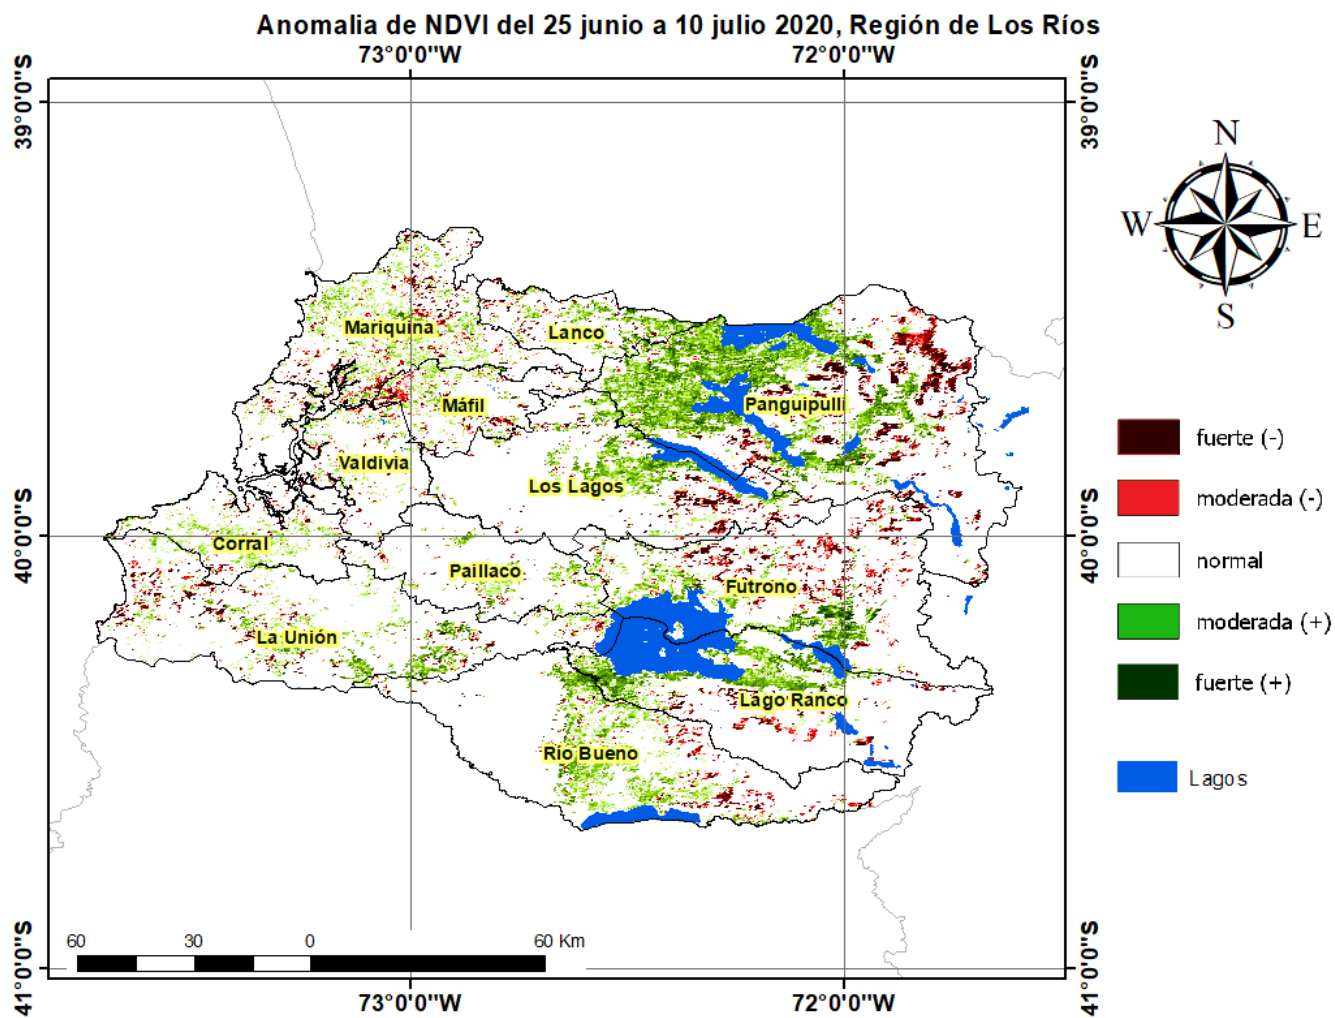 Anomalia de NDVI del 25 junio a 10 julio 2020, Región de Los Ríos
73°0'0"W 72°0'0"W
39°0'0"S 39°0'0"S
N
W E
S
Mariquina
Lanco
Máfil
Panguipulli
Valdivia
Los Lagos
fuerte (-)
moderada (-)
normal
moderada (+)
fuerte (+)
Lagos
40°0'0"S 40°0'0"S
Corral
Paillaco
Futrono
La Unión
Lago Ranco
Río Bueno
60 30 0 60 Km
41°0'0"S 41°0'0"S
73°0'0"W 72°0'0"W